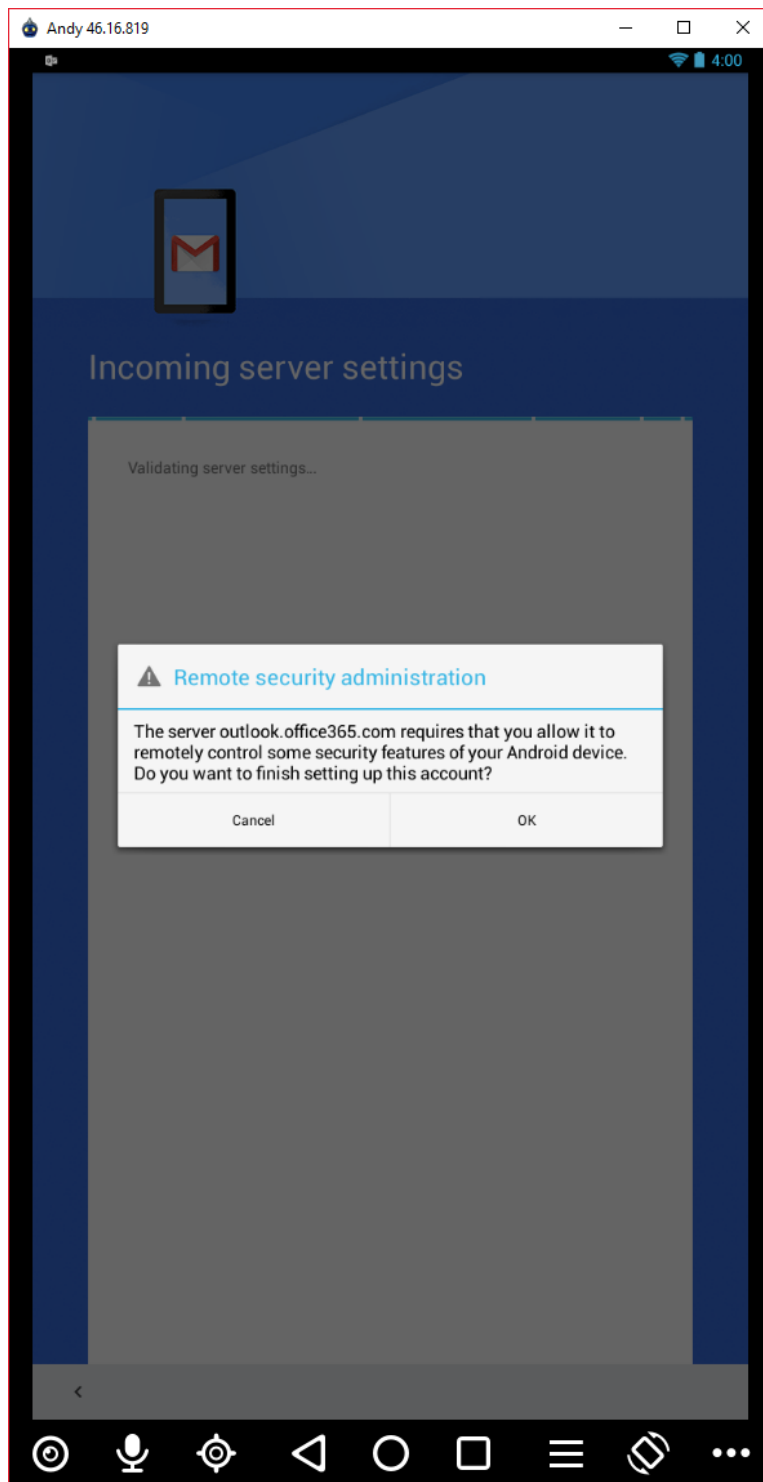 Andy 46.16.819
4:00
Incoming server settings
Validating server settings...
Remote security administration
The server outlook.office365.com requires that you allow it to
remotely control some security features of your Android device.
Do you want to finish setting up this account?
Cancel
OK